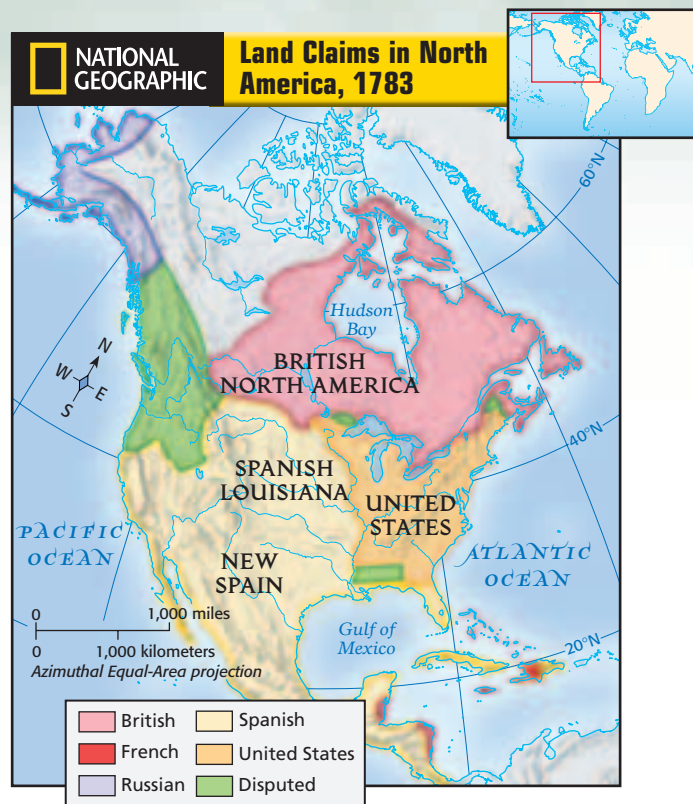 NATIONAL
GEOGRAPHIC
Land Claims in North
America, 1783
60°N
Hudson
Bay
N
W
E
S
BRITISH
NORTH AMERICA
40°N
SPANISH
LOUISIANA
UNITED
STATES
PACIFIC
OCEAN
ATLANTIC
OCEAN
NEW
SPAIN
0 1,000 miles
0 1,000 kilometers
Azimuthal Equal-Area projection
Gulf of
Mexico
20°N
British
Spanish
French
United States
Russian
Disputed